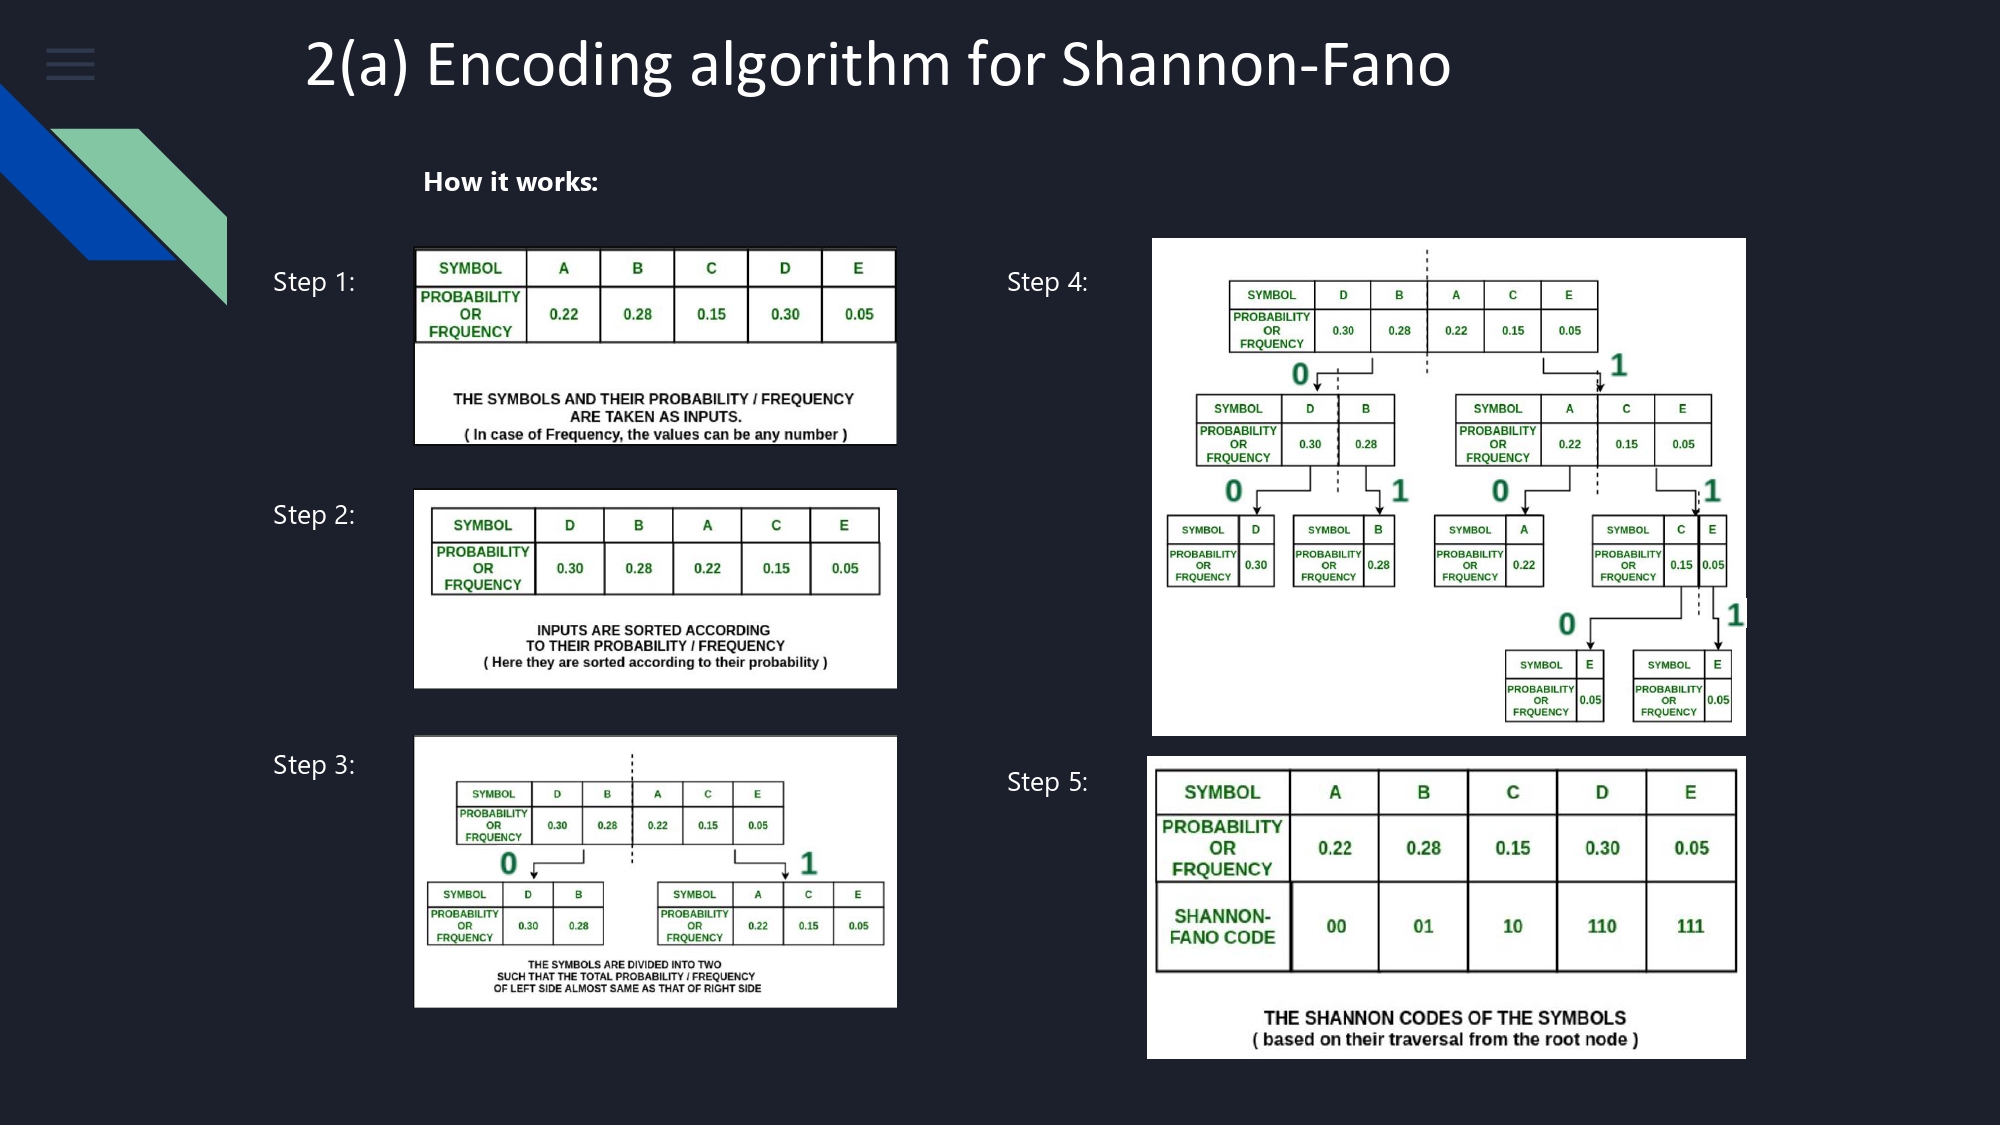 2(a) Encoding algorithm for Shannon-Fano
How it works:
Step 1:
SYMBOL A B C D E
PROBABILITY
OR
FRQUENCY 0.22 0.28 0.15 0.30 0.05
THE SYMBOLS AND THEIR PROBABILITY / FREQUENCY
ARE TAKEN AS INPUTS.
( In case of Frequency, the values can be any number )
Step 2:
SYMBOL D B A C E
PROBABILITY
OR
FRQUENCY 0.30 0.28 0.22 0.15 0.05
INPUTS ARE SORTED ACCORDING
TO THEIR PROBABILITY / FREQUENCY
( Here they are sorted according to their probability )
Step 3:
SYMBOL D B A C E
PROBABILITY
OR
FRQUENCY 0.30 0.28 0.22 0.15 0.05
0 1
SYMBOL D B
PROBABILITY
OR
FRQUENCY 0.30 0.28
SYMBOL A C E
PROBABILITY
OR
FRQUENCY 0.22 0.15 0.05
THE SYMBOLS ARE DIVIDED INTO TWO
SUCH THAT THE TOTAL PROBABILITY / FREQUENCY
OF LEFT SIDE ALMOST SAME AS THAT OF RIGHT SIDE
Step 4:
SYMBOL D B A C E
PROBABILITY
OR
FRQUENCY 0.30 0.28 0.22 0.15 0.05
0 1
SYMBOL D B
PROBABILITY
OR
FRQUENCY 0.30 0.28
SYMBOL A C E
PROBABILITY
OR
FRQUENCY 0.22 0.15 0.05
0 1 0 1
SYMBOL D
PROBABILITY
OR
FRQUENCY 0.30
SYMBOL B
PROBABILITY
OR
FRQUENCY 0.28
SYMBOL A
PROBABILITY
OR
FRQUENCY 0.22
SYMBOL C E
PROBABILITY
OR
FRQUENCY 0.15 0.05
0 1
SYMBOL E
PROBABILITY
OR
FRQUENCY 0.05
SYMBOL E
PROBABILITY
OR
FRQUENCY 0.05
Step 5:
SYMBOL A B C D E
PROBABILITY
OR
FRQUENCY 0.22 0.28 0.15 0.30 0.05
SHANNON-
FANO CODE 00 01 10 110 111
THE SHANNON CODES OF THE SYMBOLS
( based on their traversal from the root node )